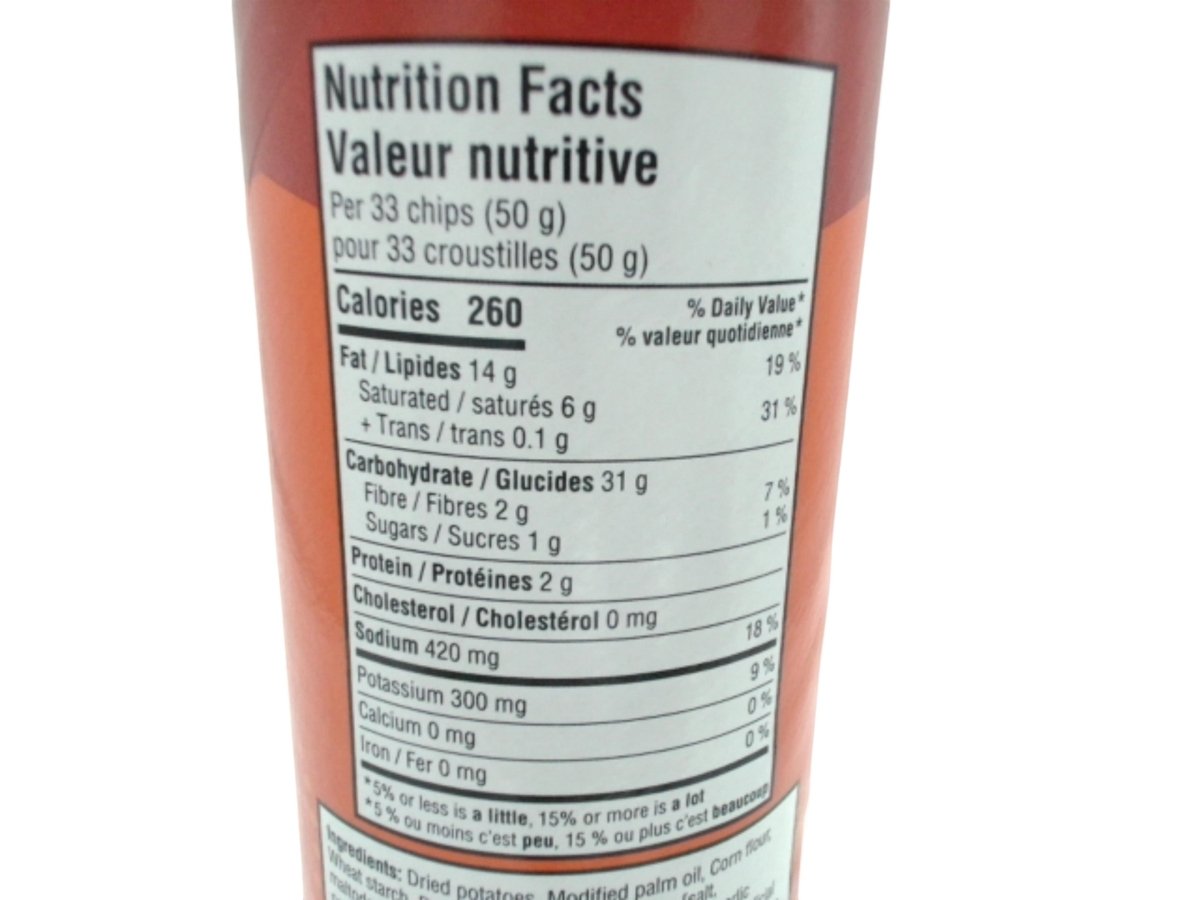 Nutrition Facts
Valeur nutritive
Per 33 chips (50 g)
pour 33 croustilles (50 g)
Calories 260
% Daily Value*
% valeur quotidienne*
Fat / Lipides 14 g 19 %
Saturated / saturés 6 g 31 %
+ Trans / trans 0.1 g
Carbohydrate / Glucides 31 g
Fibre / Fibres 2 g 7 %
Sugars / Sucres 1 g 1 %
Protein / Protéines 2 g
Cholesterol / Cholestérol 0 mg
Sodium 420 mg 18 %
Potassium 300 mg 9 %
Calcium 0 mg 0 %
Iron / Fer 0 mg 0 %
*5% or less is a little, 15% or more is a lot
*5 % ou moins c'est peu, 15 % ou plus c'est beaucoup
Ingredients: Dried potatoes, Modified palm oil, Corn flour,
Wheat starch, (salt,